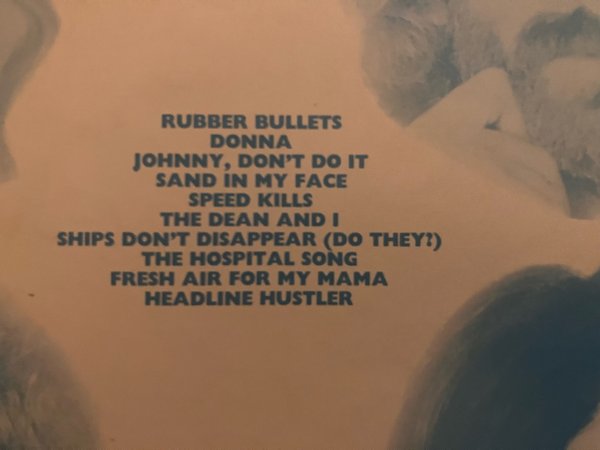 RUBBER BULLETS
DONNA
JOHNNY, DON'T DO IT
SAND IN MY FACE
SPEED KILLS
THE DEAN AND I
SHIPS DON'T DISAPPEAR (DO THEY?)
THE HOSPITAL SONG
FRESH AIR FOR MY MAMA
HEADLINE HUSTLER